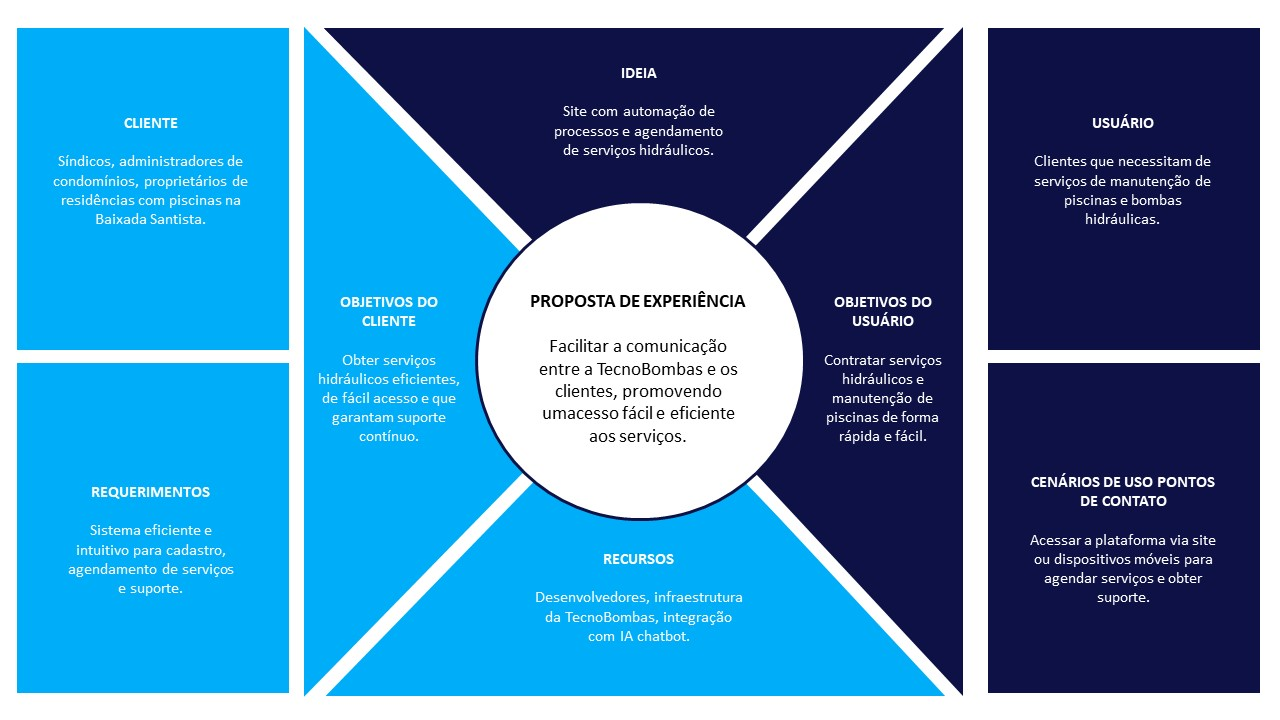 CLIENTE
Síndicos, administradores de
condomínios, proprietários de
residências com piscinas na
Baixada Santista.
REQUERIMENTOS
Sistema eficiente e
intuitivo para cadastro,
agendamento de serviços
e suporte.
OBJETIVOS DO
CLIENTE
Obter serviços
hidráulicos eficientes,
de fácil acesso e que
garantam suporte
contínuo.
IDEIA
Site com automação de
processos e agendamento
de serviços hidráulicos.
PROPOSTA DE EXPERIÊNCIA
Facilitar a comunicação
entre a TecnoBombas e os
clientes, promovendo
umacesso fácil e eficiente
aos serviços.
RECURSOS
Desenvolvedores, infraestrutura
da TecnoBombas, integração
com IA chatbot.
OBJETIVOS DO
USUÁRIO
Contratar serviços
hidráulicos e
manutenção de
piscinas de forma
rápida e fácil.
USUÁRIO
Clientes que necessitam de
serviços de manutenção de
piscinas e bombas
hidráulicas.
CENÁRIOS DE USO PONTOS
DE CONTATO
Acessar a plataforma via site
ou dispositivos móveis para
agendar serviços e obter
suporte.